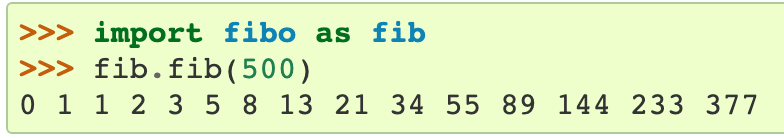 >>> import fibo as fib
>>> fib.fib(500)
0 1 1 2 3 5 8 13 21 34 55 89 144 233 377